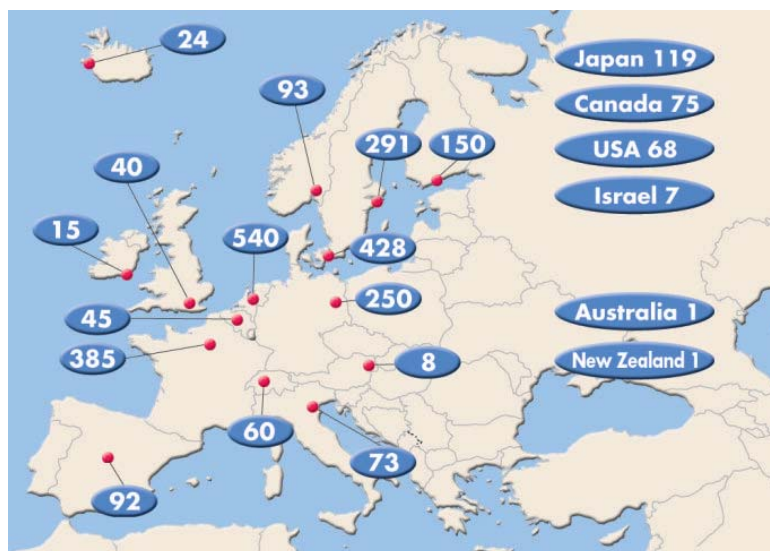 24
Japan 119
93
Canada 75
291
150
USA 68
40
Israel 7
15
540
428
250
Australia 1
45
385
8
New Zealand 1
60
73
92